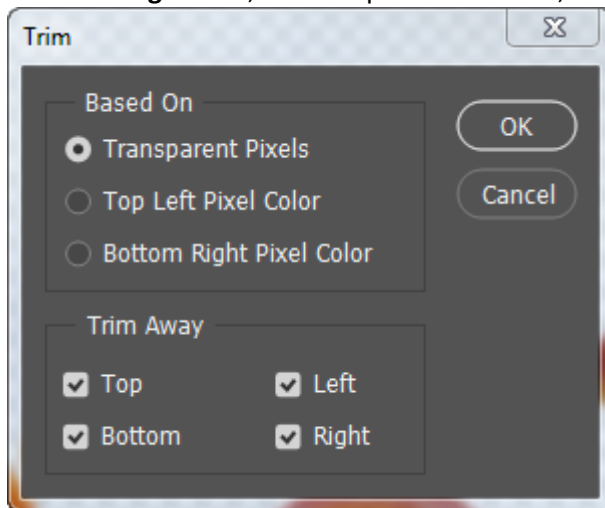 Trim
Based On
Transparent Pixels
Top Left Pixel Color
Bottom Right Pixel Color
OK
Cancel
Trim Away
Top
Left
Bottom
Right